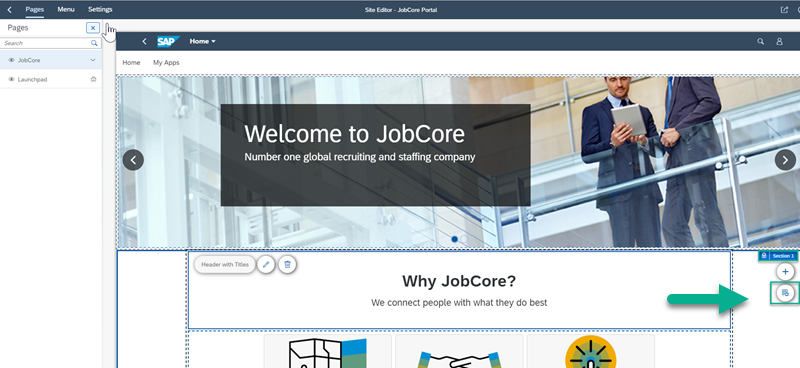 Pages Menu Settings
Site Editor - JobCore Portal
Pages
Search
JobCore
Launchpad
SAP Home
Home My Apps
Welcome to JobCore
Number one global recruiting and staffing company
Section 1
Header with Titles
Why JobCore?
We connect people with what they do best